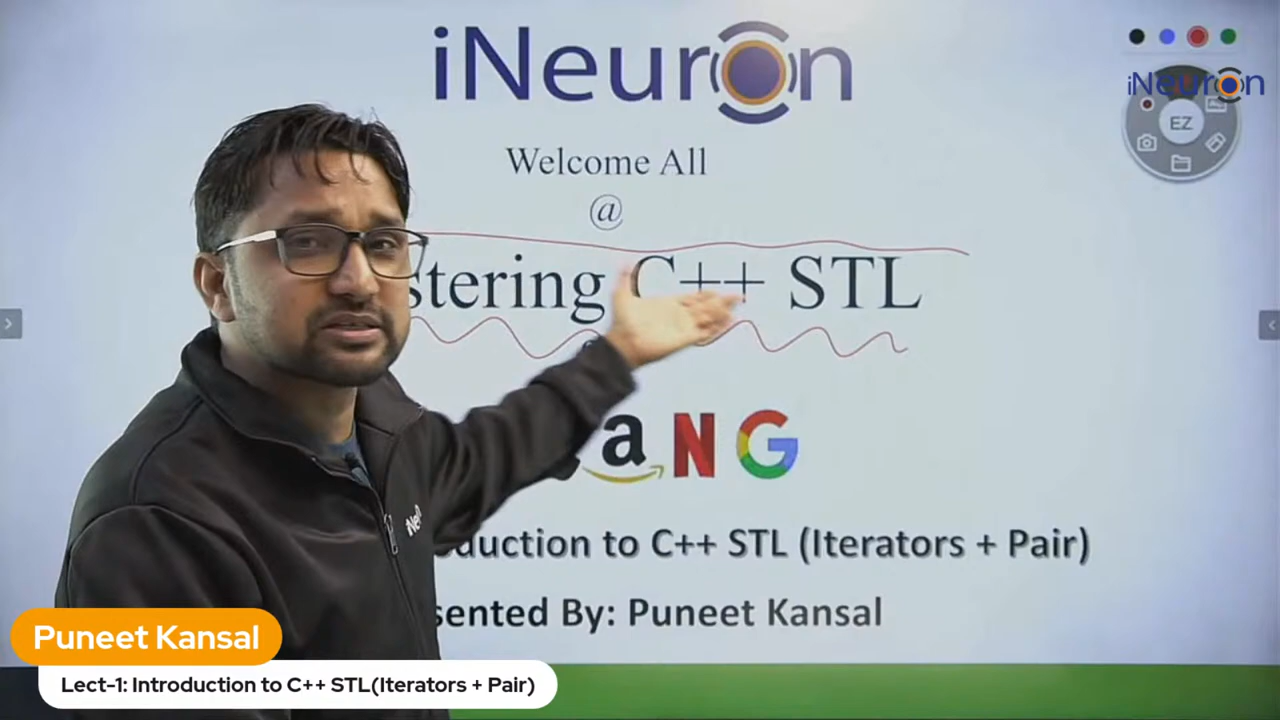 iNeuron
iNeuron
EZ
Welcome All
@
stering C++ STL
a N G
duction to C++ STL (Iterators + Pair)
sented By: Puneet Kansal
iNeu
Puneet Kansal
Lect-1: Introduction to C++ STL(Iterators + Pair)